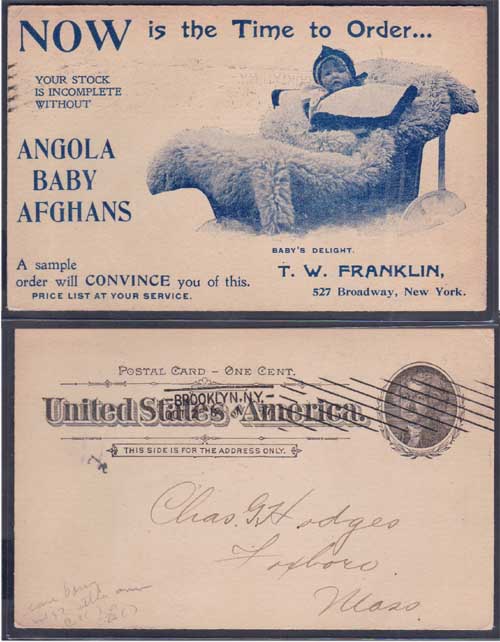 NOW is the Time to Order...
YOUR STOCK
IS INCOMPLETE
WITHOUT
ANGOLA
BABY
AFGHANS
BABY'S DELIGHT.
A sample
order will CONVINCE you of this.
PRICE LIST AT YOUR SERVICE.
T. W. FRANKLIN,
527 Broadway, New York.
POSTAL CARD – ONE CENT.
BROOKLYN, N.Y.
United States of America.
THIS SIDE IS FOR THE ADDRESS ONLY.
Chas. G. Hodges
Foxboro
Mass.